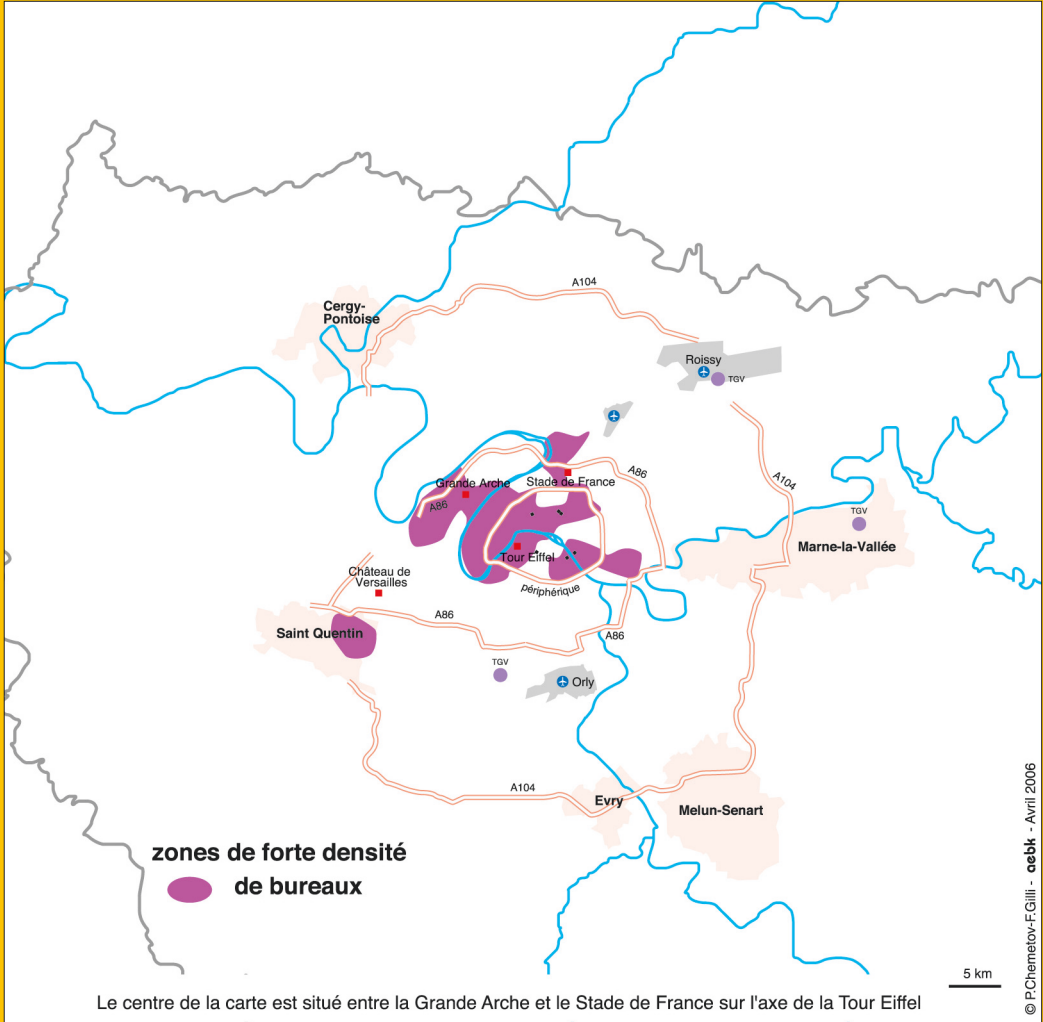 A104
Cergy-
Pontoise
Roissy
TGV
A86
Grande Arche
Stade de France
A86
A104
TGV
Marne-la-Vallée
Tour Eiffel
Château de
Versailles
périphérique
A86
A86
Saint Quentin
TGV
Orly
A104
Evry
Melun-Senart
zones de forte densité
de bureaux
5 km
Le centre de la carte est situé entre la Grande Arche et le Stade de France sur l'axe de la Tour Eiffel
© P.Chemetov-F.Gilli - aebk - Avril 2006